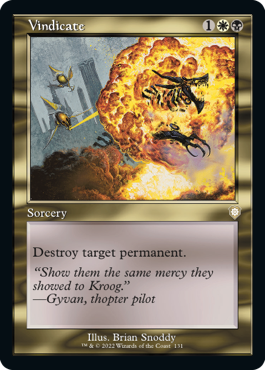 Vindicate 1
Sorcery
Destroy target permanent.
“Show them the same mercy they
showed to Kroog.”
—Gyvan, thopter pilot
Illus. Brian Snoddy
™ & © 2022 Wizards of the Coast 131